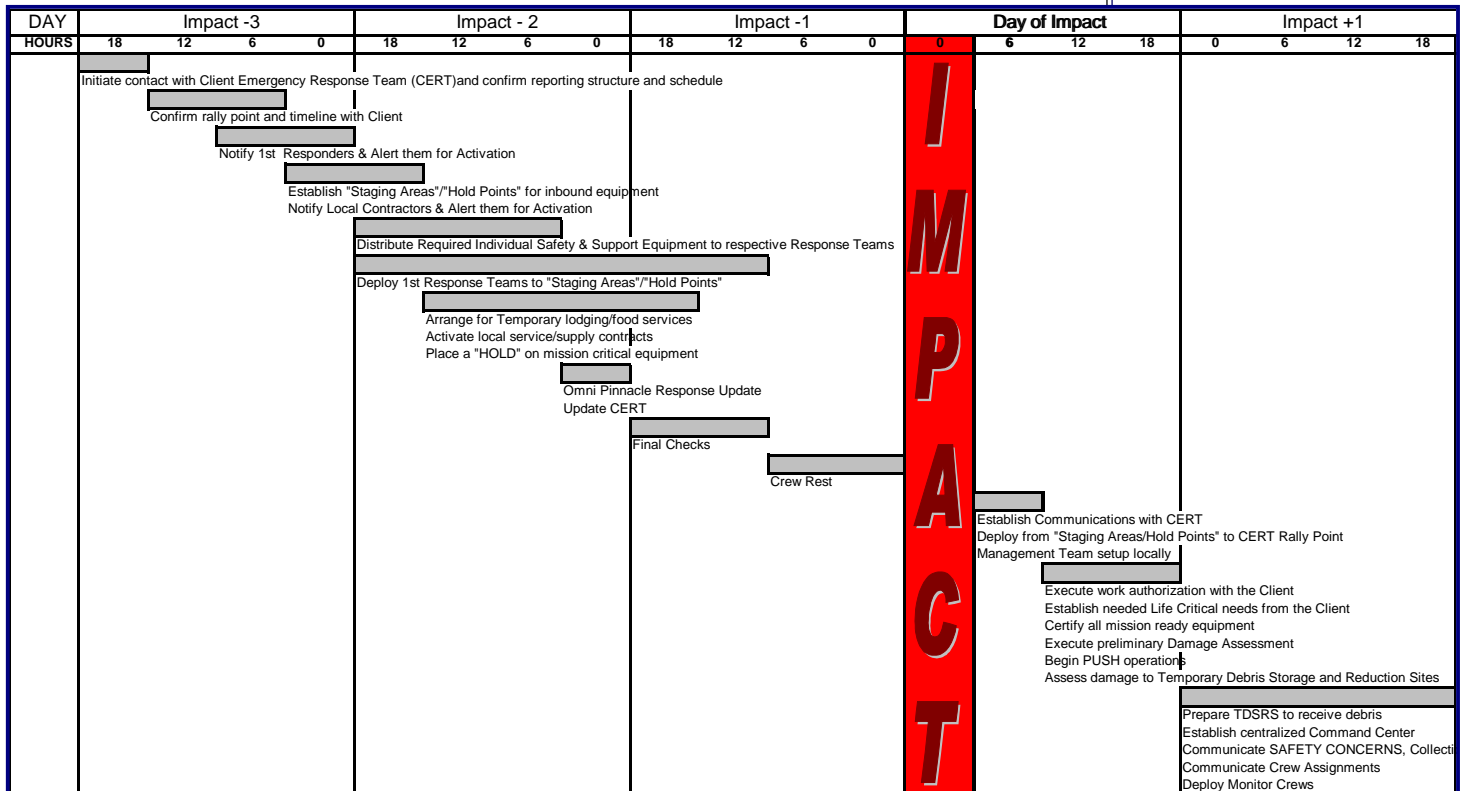 DAY Impact -3 Impact - 2 Impact -1 Day of Impact Impact +1
HOURS 18 12 6 0 18 12 6 0 18 12 6 0 0 6 12 18 0 6 12 18
Initiate contact with Client Emergency Response Team (CERT)and confirm reporting structure and schedule
Confirm rally point and timeline with Client
Notify 1st Responders & Alert them for Activation
Establish "Staging Areas"/"Hold Points" for inbound equipment
Notify Local Contractors & Alert them for Activation
Distribute Required Individual Safety & Support Equipment to respective Response Teams
Deploy 1st Response Teams to "Staging Areas"/"Hold Points"
Arrange for Temporary lodging/food services
Activate local service/supply contracts
Place a "HOLD" on mission critical equipment
Omni Pinnacle Response Update
Update CERT
Final Checks
Crew Rest
IMPACT
Establish Communications with CERT
Deploy from "Staging Areas/Hold Points" to CERT Rally Point
Management Team setup locally
Execute work authorization with the Client
Establish needed Life Critical needs from the Client
Certify all mission ready equipment
Execute preliminary Damage Assessment
Begin PUSH operations
Assess damage to Temporary Debris Storage and Reduction Sites
Prepare TDSRS to receive debris
Establish centralized Command Center
Communicate SAFETY CONCERNS, Collecti
Communicate Crew Assignments
Deploy Monitor Crews